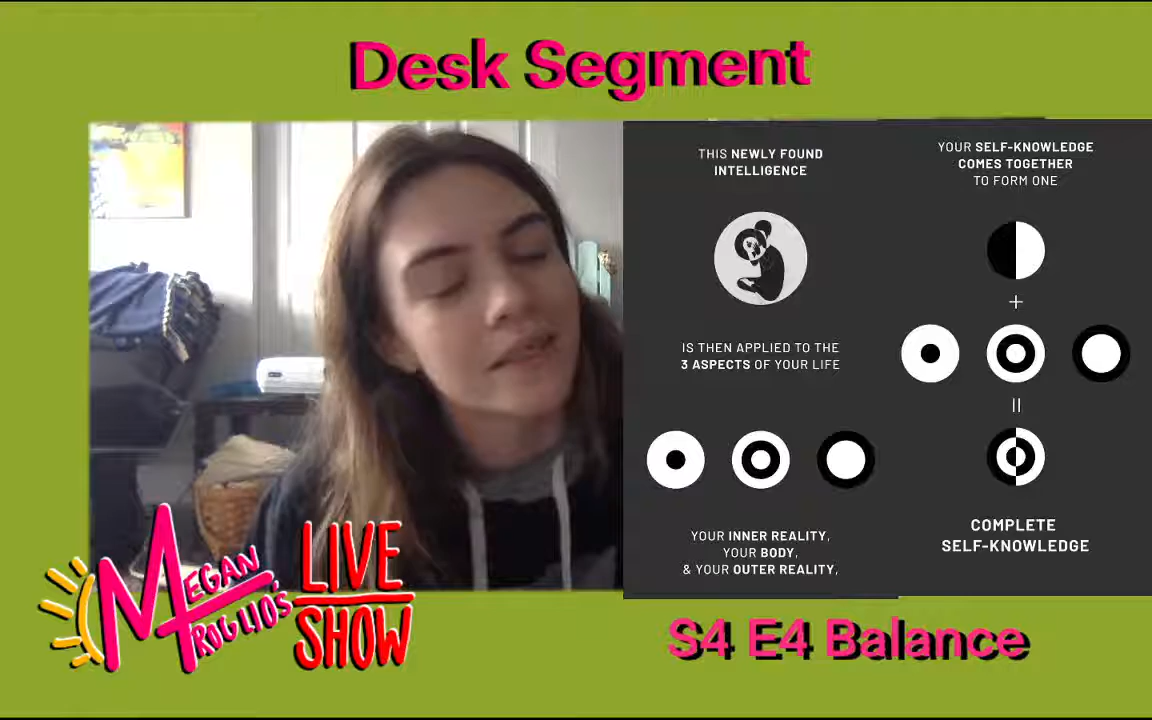 Desk Segment
THIS NEWLY FOUND
INTELLIGENCE
IS THEN APPLIED TO THE
3 ASPECTS OF YOUR LIFE
YOUR INNER REALITY,
YOUR BODY,
& YOUR OUTER REALITY,
YOUR SELF-KNOWLEDGE
COMES TOGETHER
TO FORM ONE
+
=
COMPLETE
SELF-KNOWLEDGE
MEGAN
TROGLIO'S
LIVE
SHOW
S4 E4 Balance